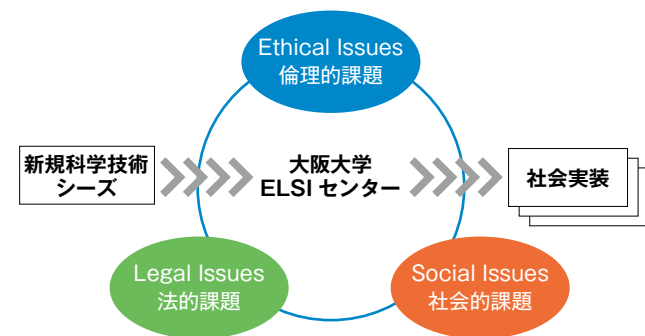 Ethical Issues
倫理的課題
新規科学技術
シーズ
大阪大学
ELSI センター
社会実装
Legal Issues
法的課題
Social Issues
社会的課題